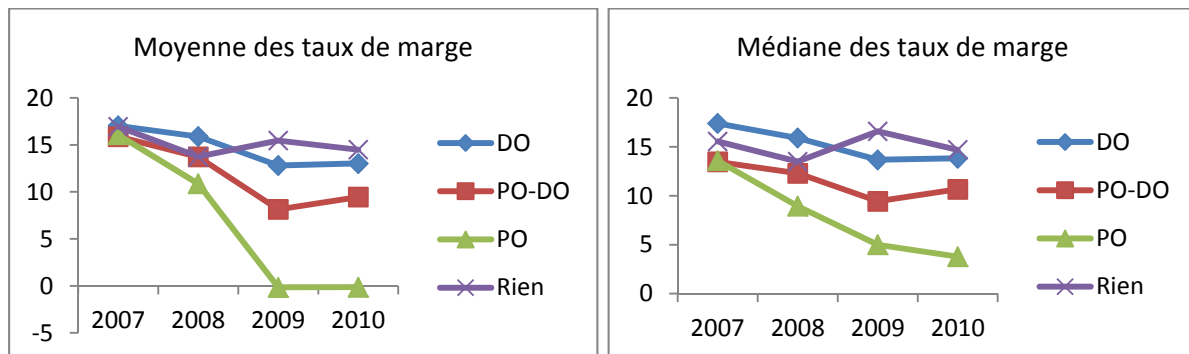 Moyenne des taux de marge
20
15
10
5
0
-5
2007 2008 2009 2010
DO
PO-DO
PO
Rien
Médiane des taux de marge
20
15
10
5
0
2007 2008 2009 2010
DO
PO-DO
PO
Rien